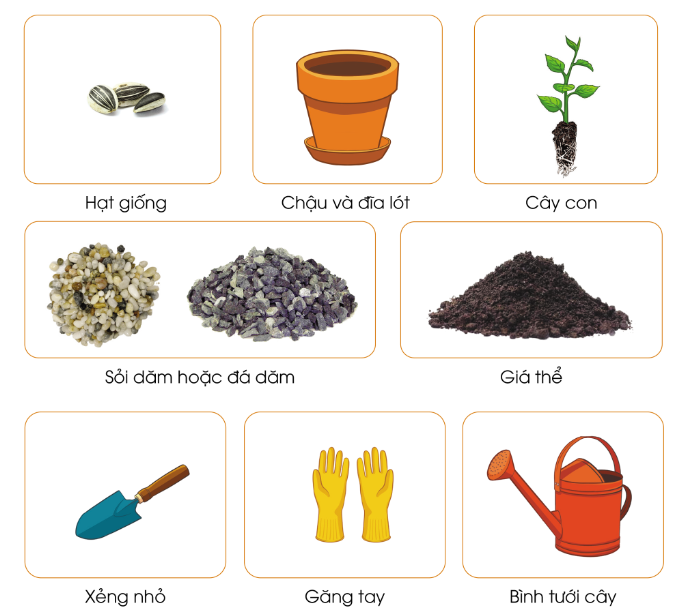 Hạt giống
Chậu và đĩa lót
Cây con
Sỏi dăm hoặc đá dăm
Giá thể
Xẻng nhỏ
Găng tay
Bình tưới cây